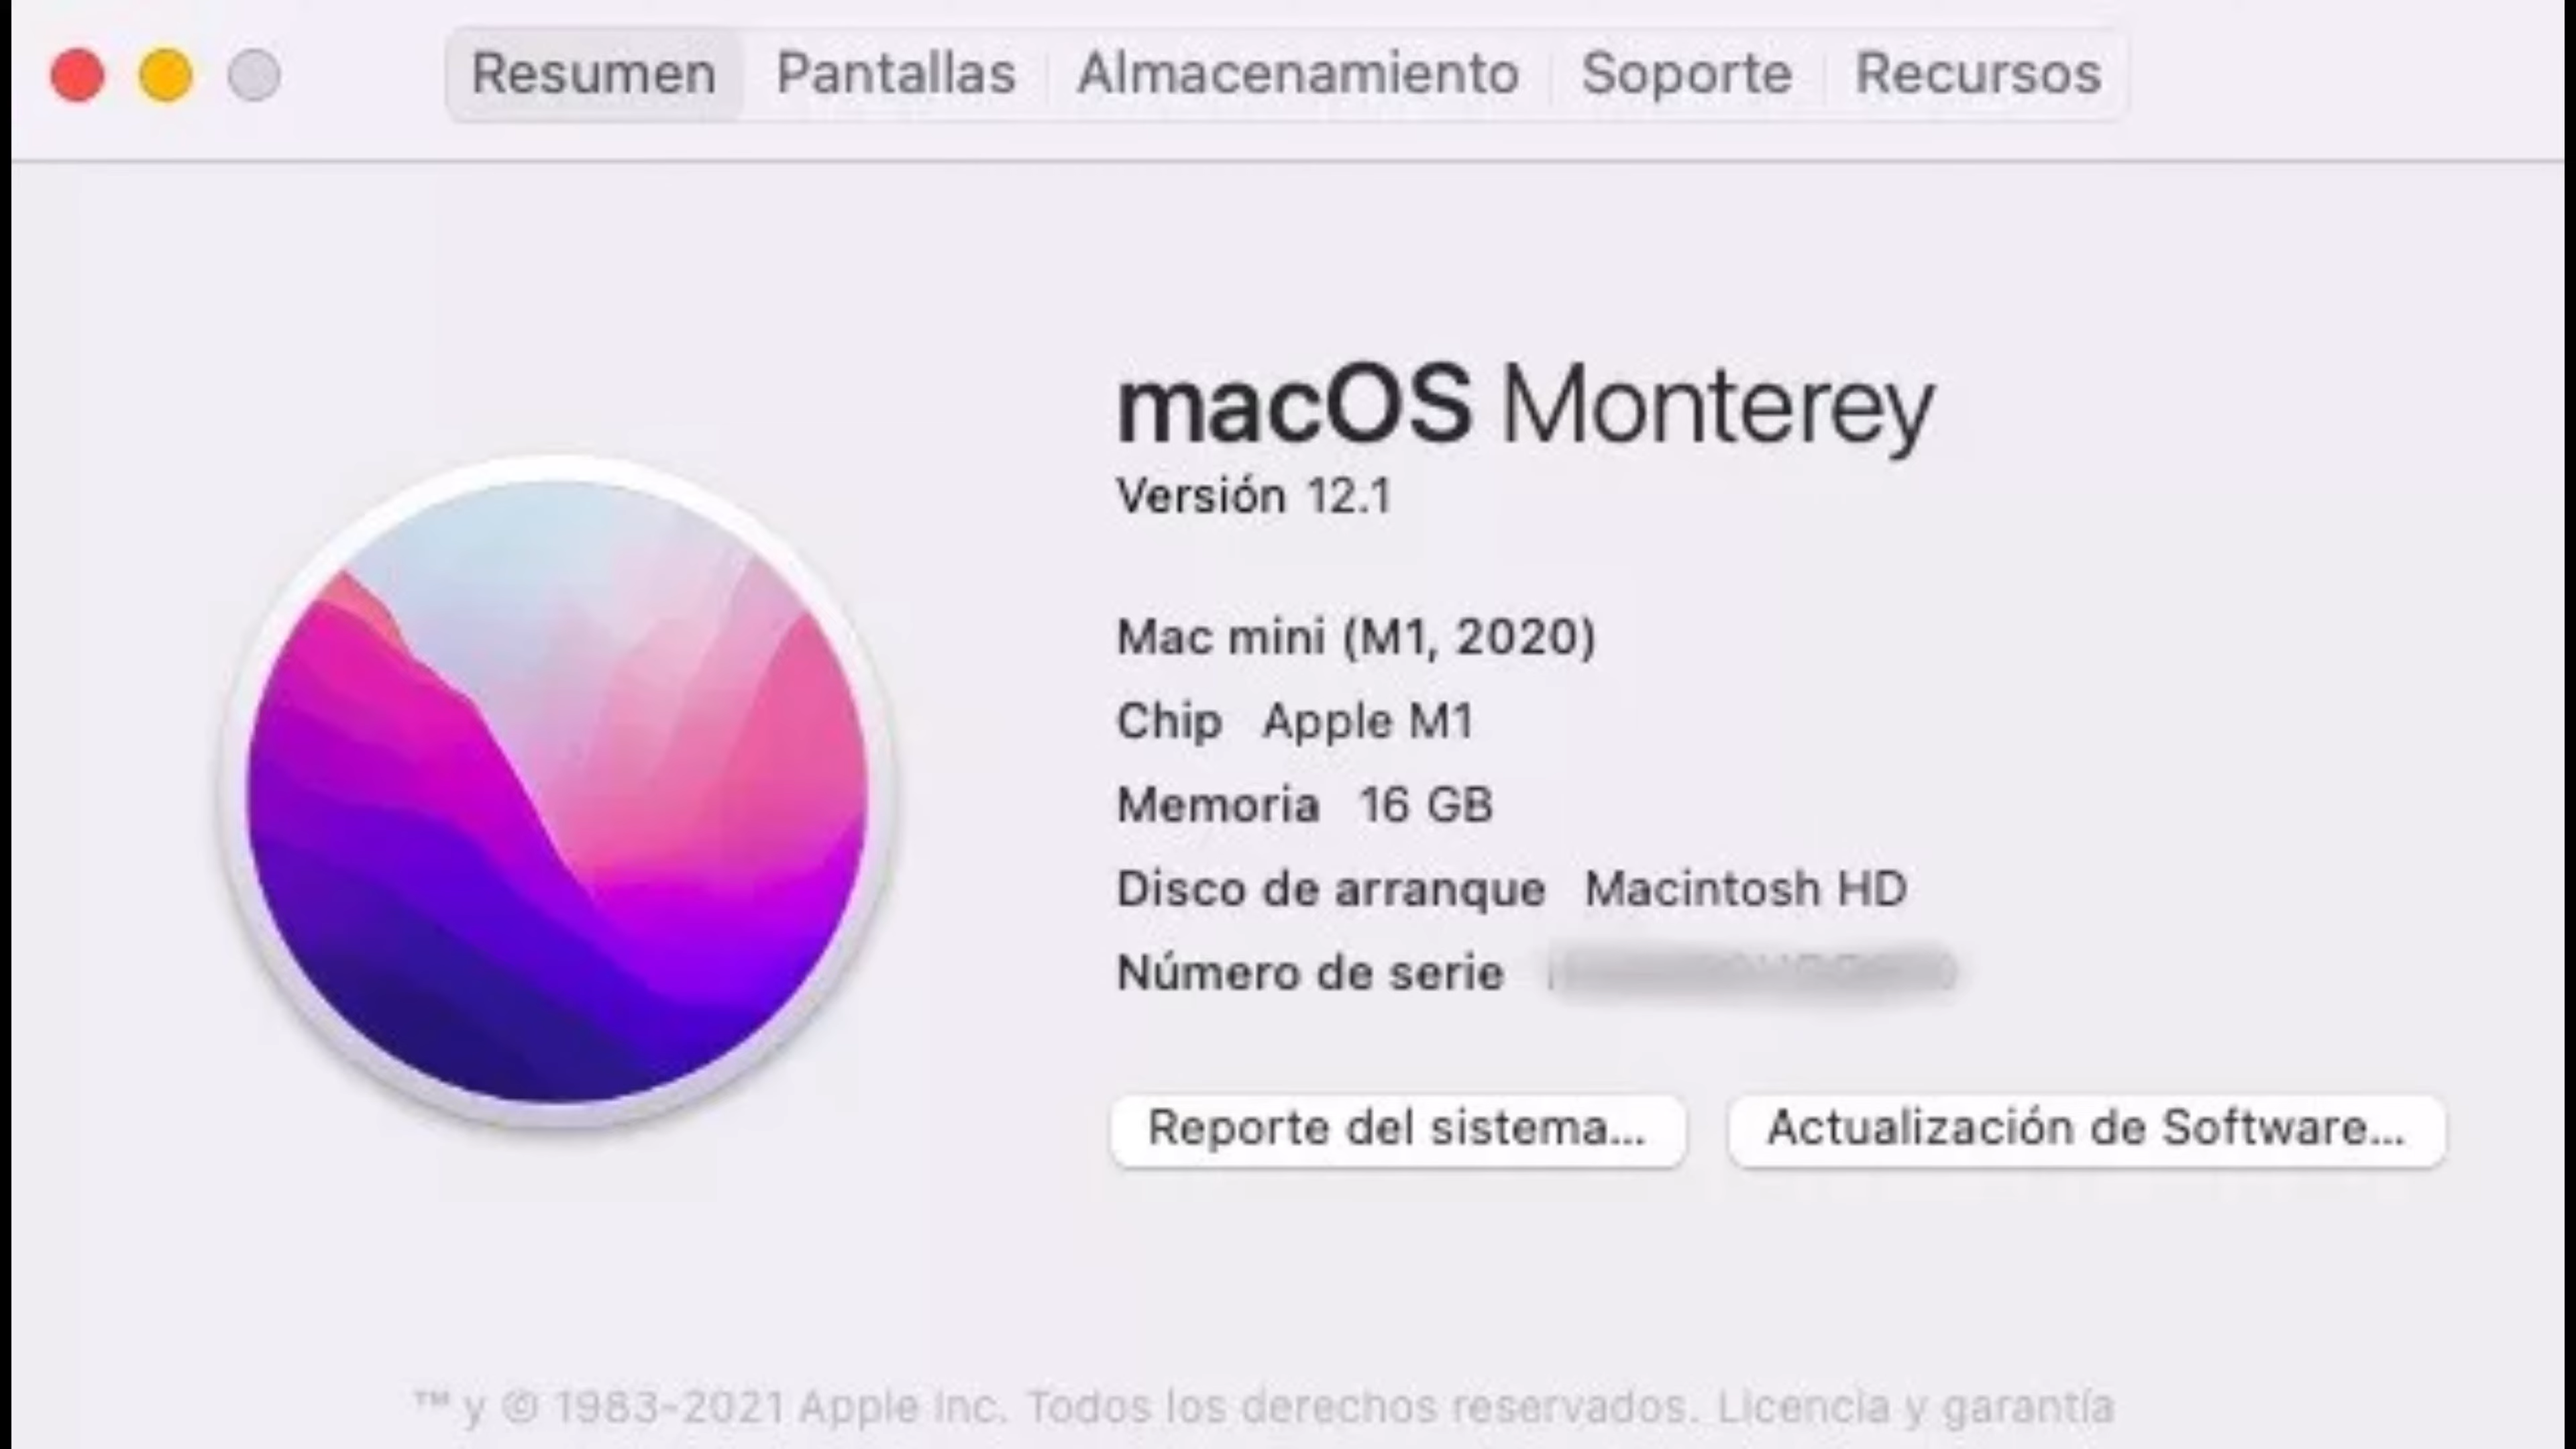 Resumen Pantallas Almacenamiento Soporte Recursos
macOS Monterey
Versión 12.1
Mac mini (M1, 2020)
Chip Apple M1
Memoria 16 GB
Disco de arranque Macintosh HD
Número de serie
Reporte del sistema... Actualización de Software...
™ y © 1983-2021 Apple Inc. Todos los derechos reservados. Licencia y garantía